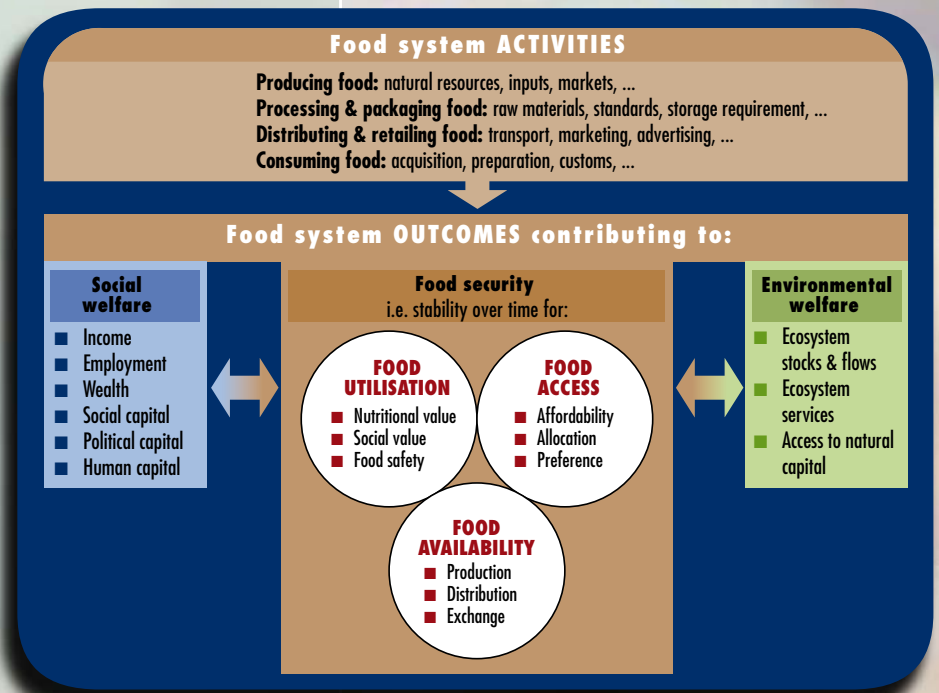 Food system ACTIVITIES
Producing food: natural resources, inputs, markets, ...
Processing & packaging food: raw materials, standards, storage requirement, ...
Distributing & retailing food: transport, marketing, advertising, ...
Consuming food: acquisition, preparation, customs, ...
Food system OUTCOMES contributing to:
Social
welfare
■ Income
■ Employment
■ Wealth
■ Social capital
■ Political capital
■ Human capital
Food security
i.e. stability over time for:
FOOD
UTILISATION
■ Nutritional value
■ Social value
■ Food safety
FOOD
ACCESS
■ Affordability
■ Allocation
■ Preference
FOOD
AVAILABILITY
■ Production
■ Distribution
■ Exchange
Environmental
welfare
■ Ecosystem
stocks & flows
■ Ecosystem
services
■ Access to natural
capital